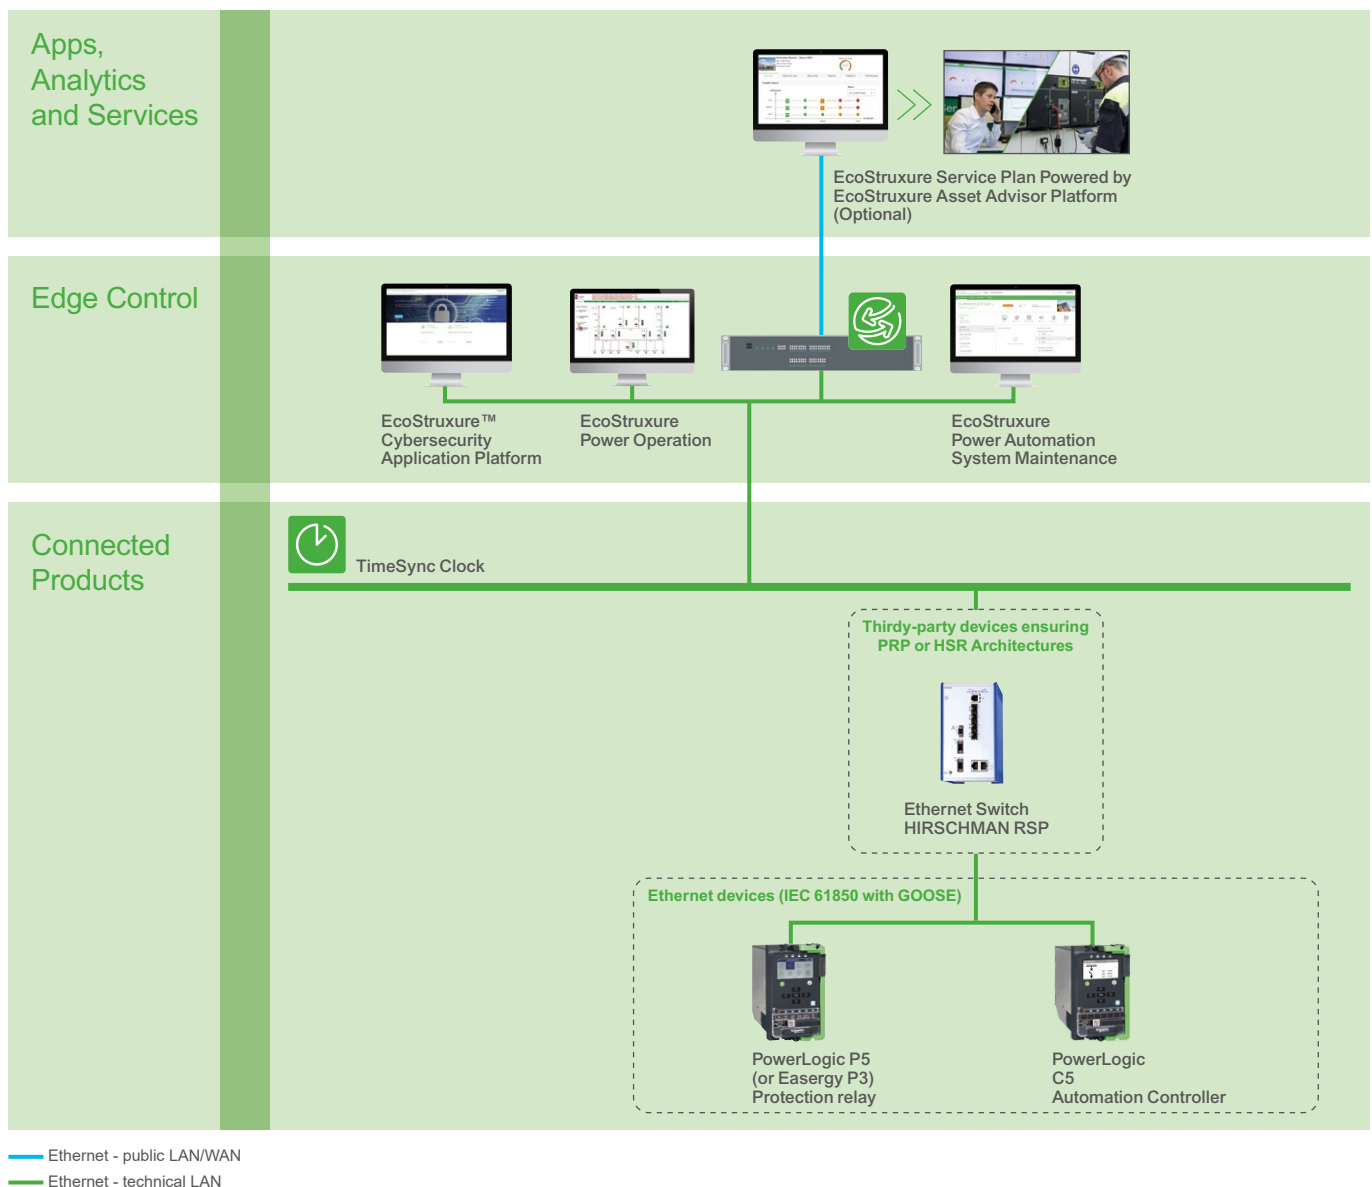 Apps,
Analytics
and Services
EcoStruxure Service Plan Powered by
EcoStruxure Asset Advisor Platform
(Optional)
Edge Control
EcoStruxure™
Cybersecurity
Application Platform
EcoStruxure
Power Operation
EcoStruxure
Power Automation
System Maintenance
Connected
Products
TimeSync Clock
Thirdy-party devices ensuring
PRP or HSR Architectures
Ethernet Switch
HIRSCHMAN RSP
Ethernet devices (IEC 61850 with GOOSE)
PowerLogic P5
(or Easergy P3)
Protection relay
PowerLogic
C5
Automation Controller
Ethernet - public LAN/WAN
Ethernet - technical LAN